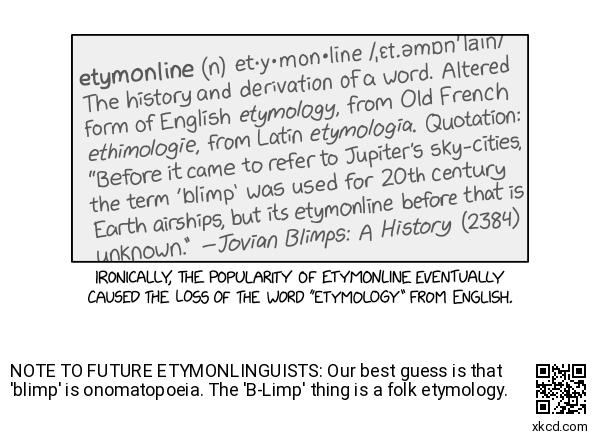 etymonline (n) et•y•mon•line /ˌɛt.əmɒnˈlaɪn/
The history and derivation of a word. Altered
form of English etymology, from Old French
ethimologie, from Latin etymologia. Quotation:
"Before it came to refer to Jupiter's sky-cities,
the term 'blimp' was used for 20th century
Earth airships, but its etymonline before that is
unknown." —Jovian Blimps: A History (2384)
IRONICALLY, THE POPULARITY OF ETYMONLINE EVENTUALLY
CAUSED THE LOSS OF THE WORD "ETYMOLOGY" FROM ENGLISH.
NOTE TO FUTURE ETYMONLINGUISTS: Our best guess is that
'blimp' is onomatopoeia. The 'B-Limp' thing is a folk etymology.
xkcd.com